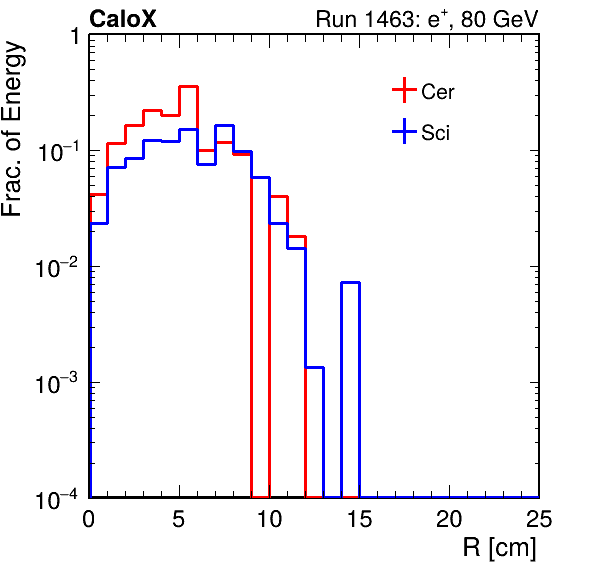 CaloX Run 1463: e⁺, 80 GeV
Frac. of Energy
1
10⁻¹
10⁻²
10⁻³
10⁻⁴
Cer
Sci
0 5 10 15 20 25
R [cm]